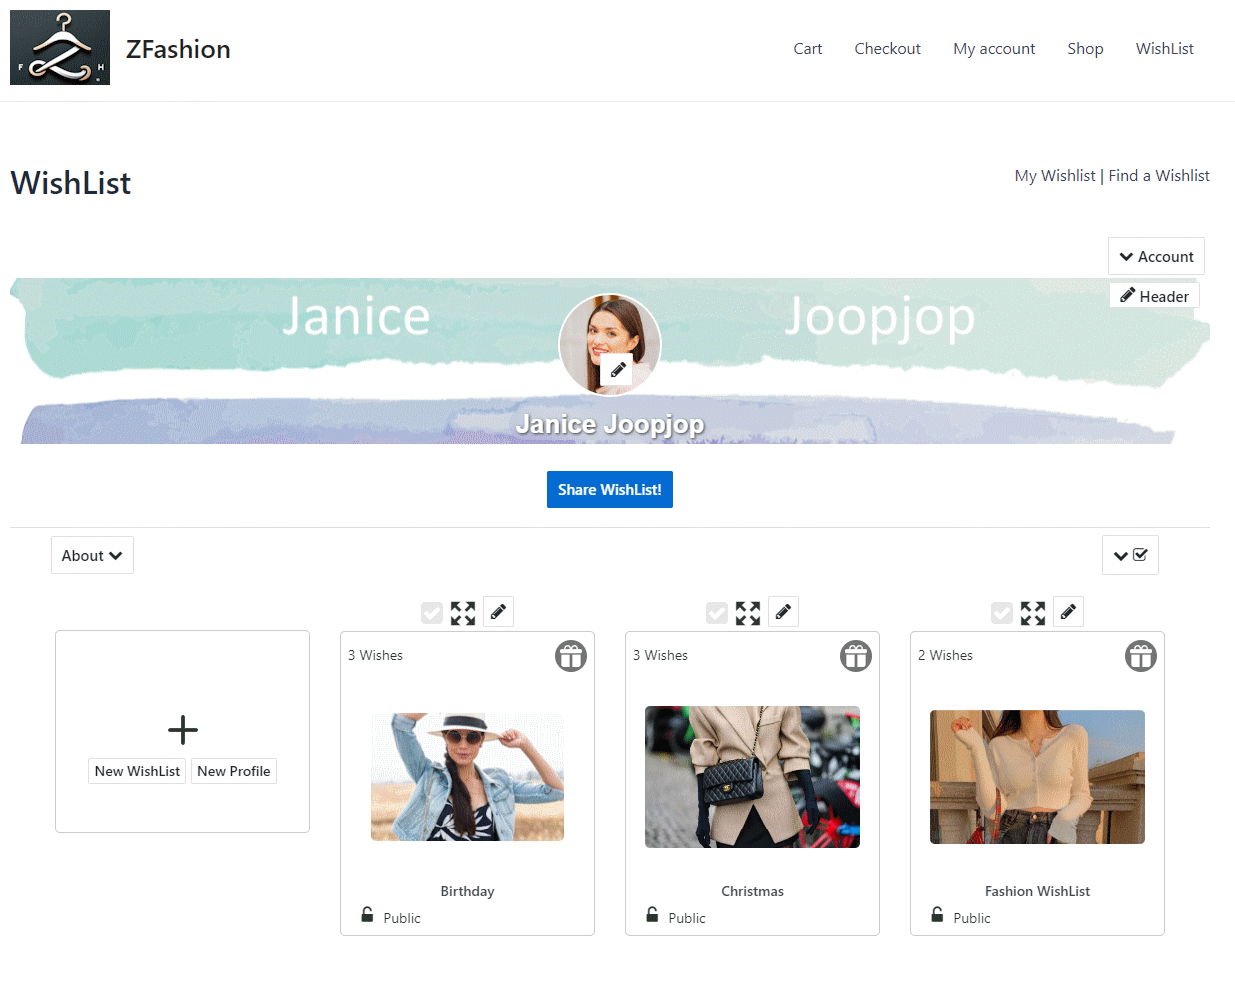 F H
ZFashion
Cart Checkout My account Shop WishList
WishList
My Wishlist | Find a Wishlist
Account
Header
Janice Joopjop
Janice Joopjop
Share WishList!
About
3 Wishes
3 Wishes
2 Wishes
New WishList New Profile
Birthday
Christmas
Fashion WishList
Public
Public
Public